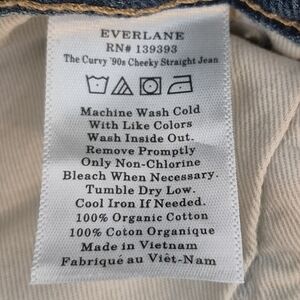 EVERLANE
RN# 139393
The Curvy '90s Cheeky Straight Jean
Machine Wash Cold
With Like Colors
Wash Inside Out.
Remove Promptly
Only Non-Chlorine
Bleach When Necessary.
Tumble Dry Low.
Cool Iron If Needed.
100% Organic Cotton
100% Coton Organique
Made in Vietnam
Fabriqué au Viêt-Nam